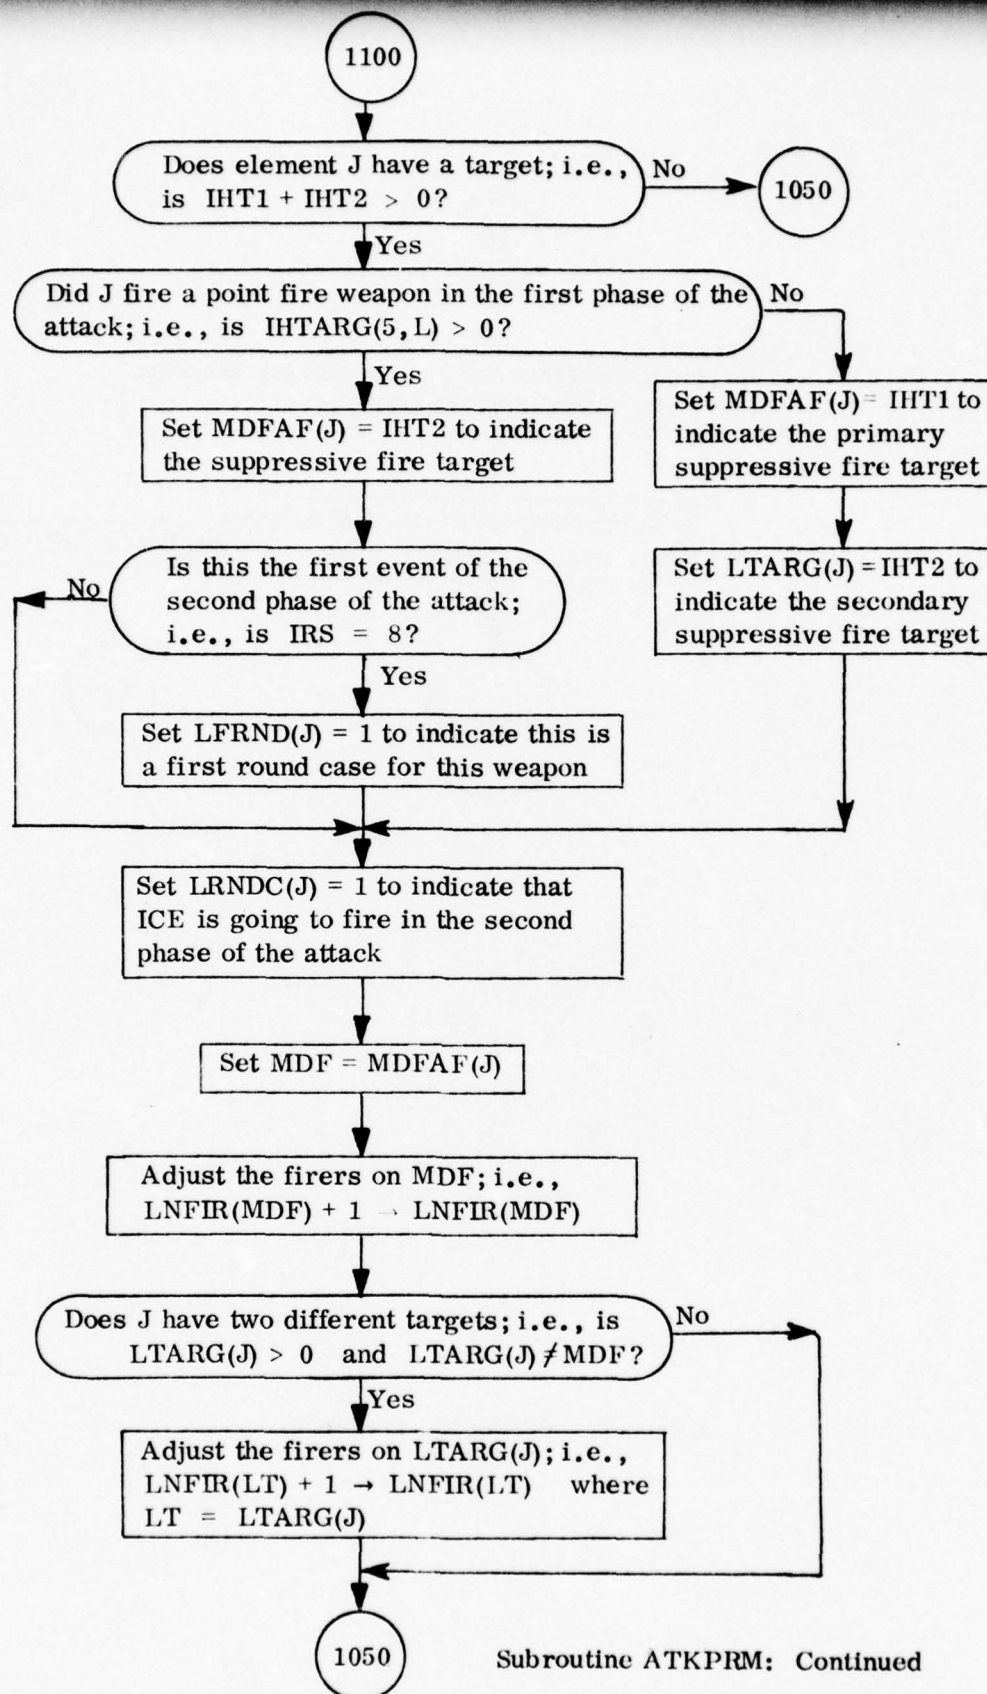 1100
Does element J have a target; i.e.,
is IHT1 + IHT2 > 0?
No
1050
Yes
Did J fire a point fire weapon in the first phase of the
attack; i.e., is IHTARG(5, L) > 0?
No
Yes
Set MDFAF(J) = IHT2 to indicate
the suppressive fire target
Set MDFAF(J) = IHT1 to
indicate the primary
suppressive fire target
Is this the first event of the
second phase of the attack;
i.e., is IRS = 8?
No
Set LTARG(J) = IHT2 to
indicate the secondary
suppressive fire target
Yes
Set LFRND(J) = 1 to indicate this is
a first round case for this weapon
Set LRNDC(J) = 1 to indicate that
ICE is going to fire in the second
phase of the attack
Set MDF = MDFAF(J)
Adjust the firers on MDF; i.e.,
LNFIR(MDF) + 1 → LNFIR(MDF)
Does J have two different targets; i.e., is
LTARG(J) > 0 and LTARG(J) ≠ MDF?
No
Yes
Adjust the firers on LTARG(J); i.e.,
LNFIR(LT) + 1 → LNFIR(LT) where
LT = LTARG(J)
1050
Subroutine ATKPRM: Continued